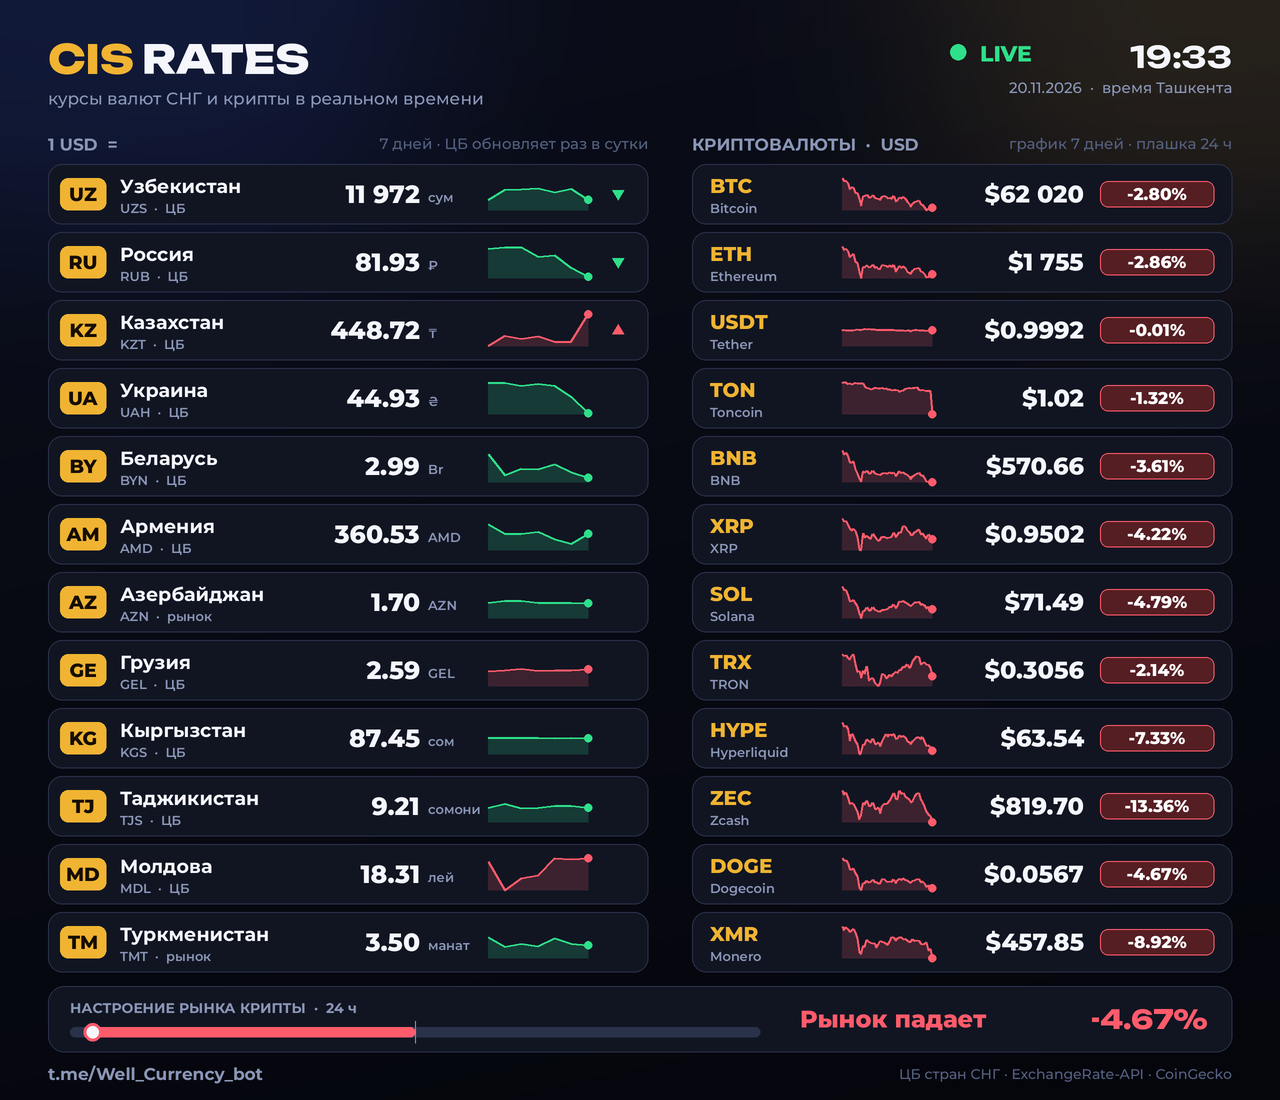 CIS RATES
курсы валют СНГ и крипты в реальном времени
LIVE 19:33
20.11.2026 · время Ташкента
1 USD = 7 дней · ЦБ обновляет раз в сутки
UZ Узбекистан 11 972 сум
UZS · ЦБ
RU Россия 81.93 ₽
RUB · ЦБ
KZ Казахстан 448.72 ₸
KZT · ЦБ
UA Украина 44.93 ₴
UAH · ЦБ
BY Беларусь 2.99 Br
BYN · ЦБ
AM Армения 360.53 AMD
AMD · ЦБ
AZ Азербайджан 1.70 AZN
AZN · рынок
GE Грузия 2.59 GEL
GEL · ЦБ
KG Кыргызстан 87.45 сом
KGS · ЦБ
TJ Таджикистан 9.21 сомони
TJS · ЦБ
MD Молдова 18.31 лей
MDL · ЦБ
TM Туркменистан 3.50 манат
TMT · рынок
КРИПТОВАЛЮТЫ · USD график 7 дней · плашка 24 ч
BTC $62 020 -2.80%
Bitcoin
ETH $1 755 -2.86%
Ethereum
USDT $0.9992 -0.01%
Tether
TON $1.02 -1.32%
Toncoin
BNB $570.66 -3.61%
BNB
XRP $0.9502 -4.22%
XRP
SOL $71.49 -4.79%
Solana
TRX $0.3056 -2.14%
TRON
HYPE $63.54 -7.33%
Hyperliquid
ZEC $819.70 -13.36%
Zcash
DOGE $0.0567 -4.67%
Dogecoin
XMR $457.85 -8.92%
Monero
НАСТРОЕНИЕ РЫНКА КРИПТЫ · 24 ч
Рынок падает -4.67%
t.me/Well_Currency_bot
ЦБ стран СНГ · ExchangeRate-API · CoinGecko